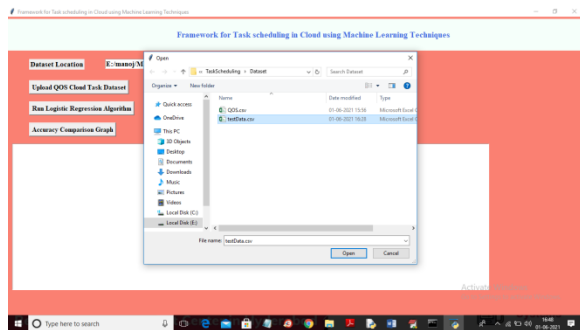 Framework for Task scheduling in Cloud using Machine Learning Techniques
Framework for Task scheduling in Cloud using Machine Learning Techniques
Dataset Location
E:/manoj/M
Upload QOS Cloud Task Dataset
Run Logistic Regression Algorithm
Accuracy Comparison Graph
Open
« TaskScheduling > Dataset
Search Dataset
Organize
New folder
Name
Date modified
Type
Quick access
OneDrive
This PC
3D Objects
Desktop
Documents
Downloads
Music
Pictures
Videos
Local Disk (C:)
Local Disk (E:)
QOS.csv
01-06-2021 15:56
Microsoft Excel C
testData.csv
Microsoft Excel C
File name:
testData.csv
Open
Cancel
Type here to search
16:48
01-06-2021